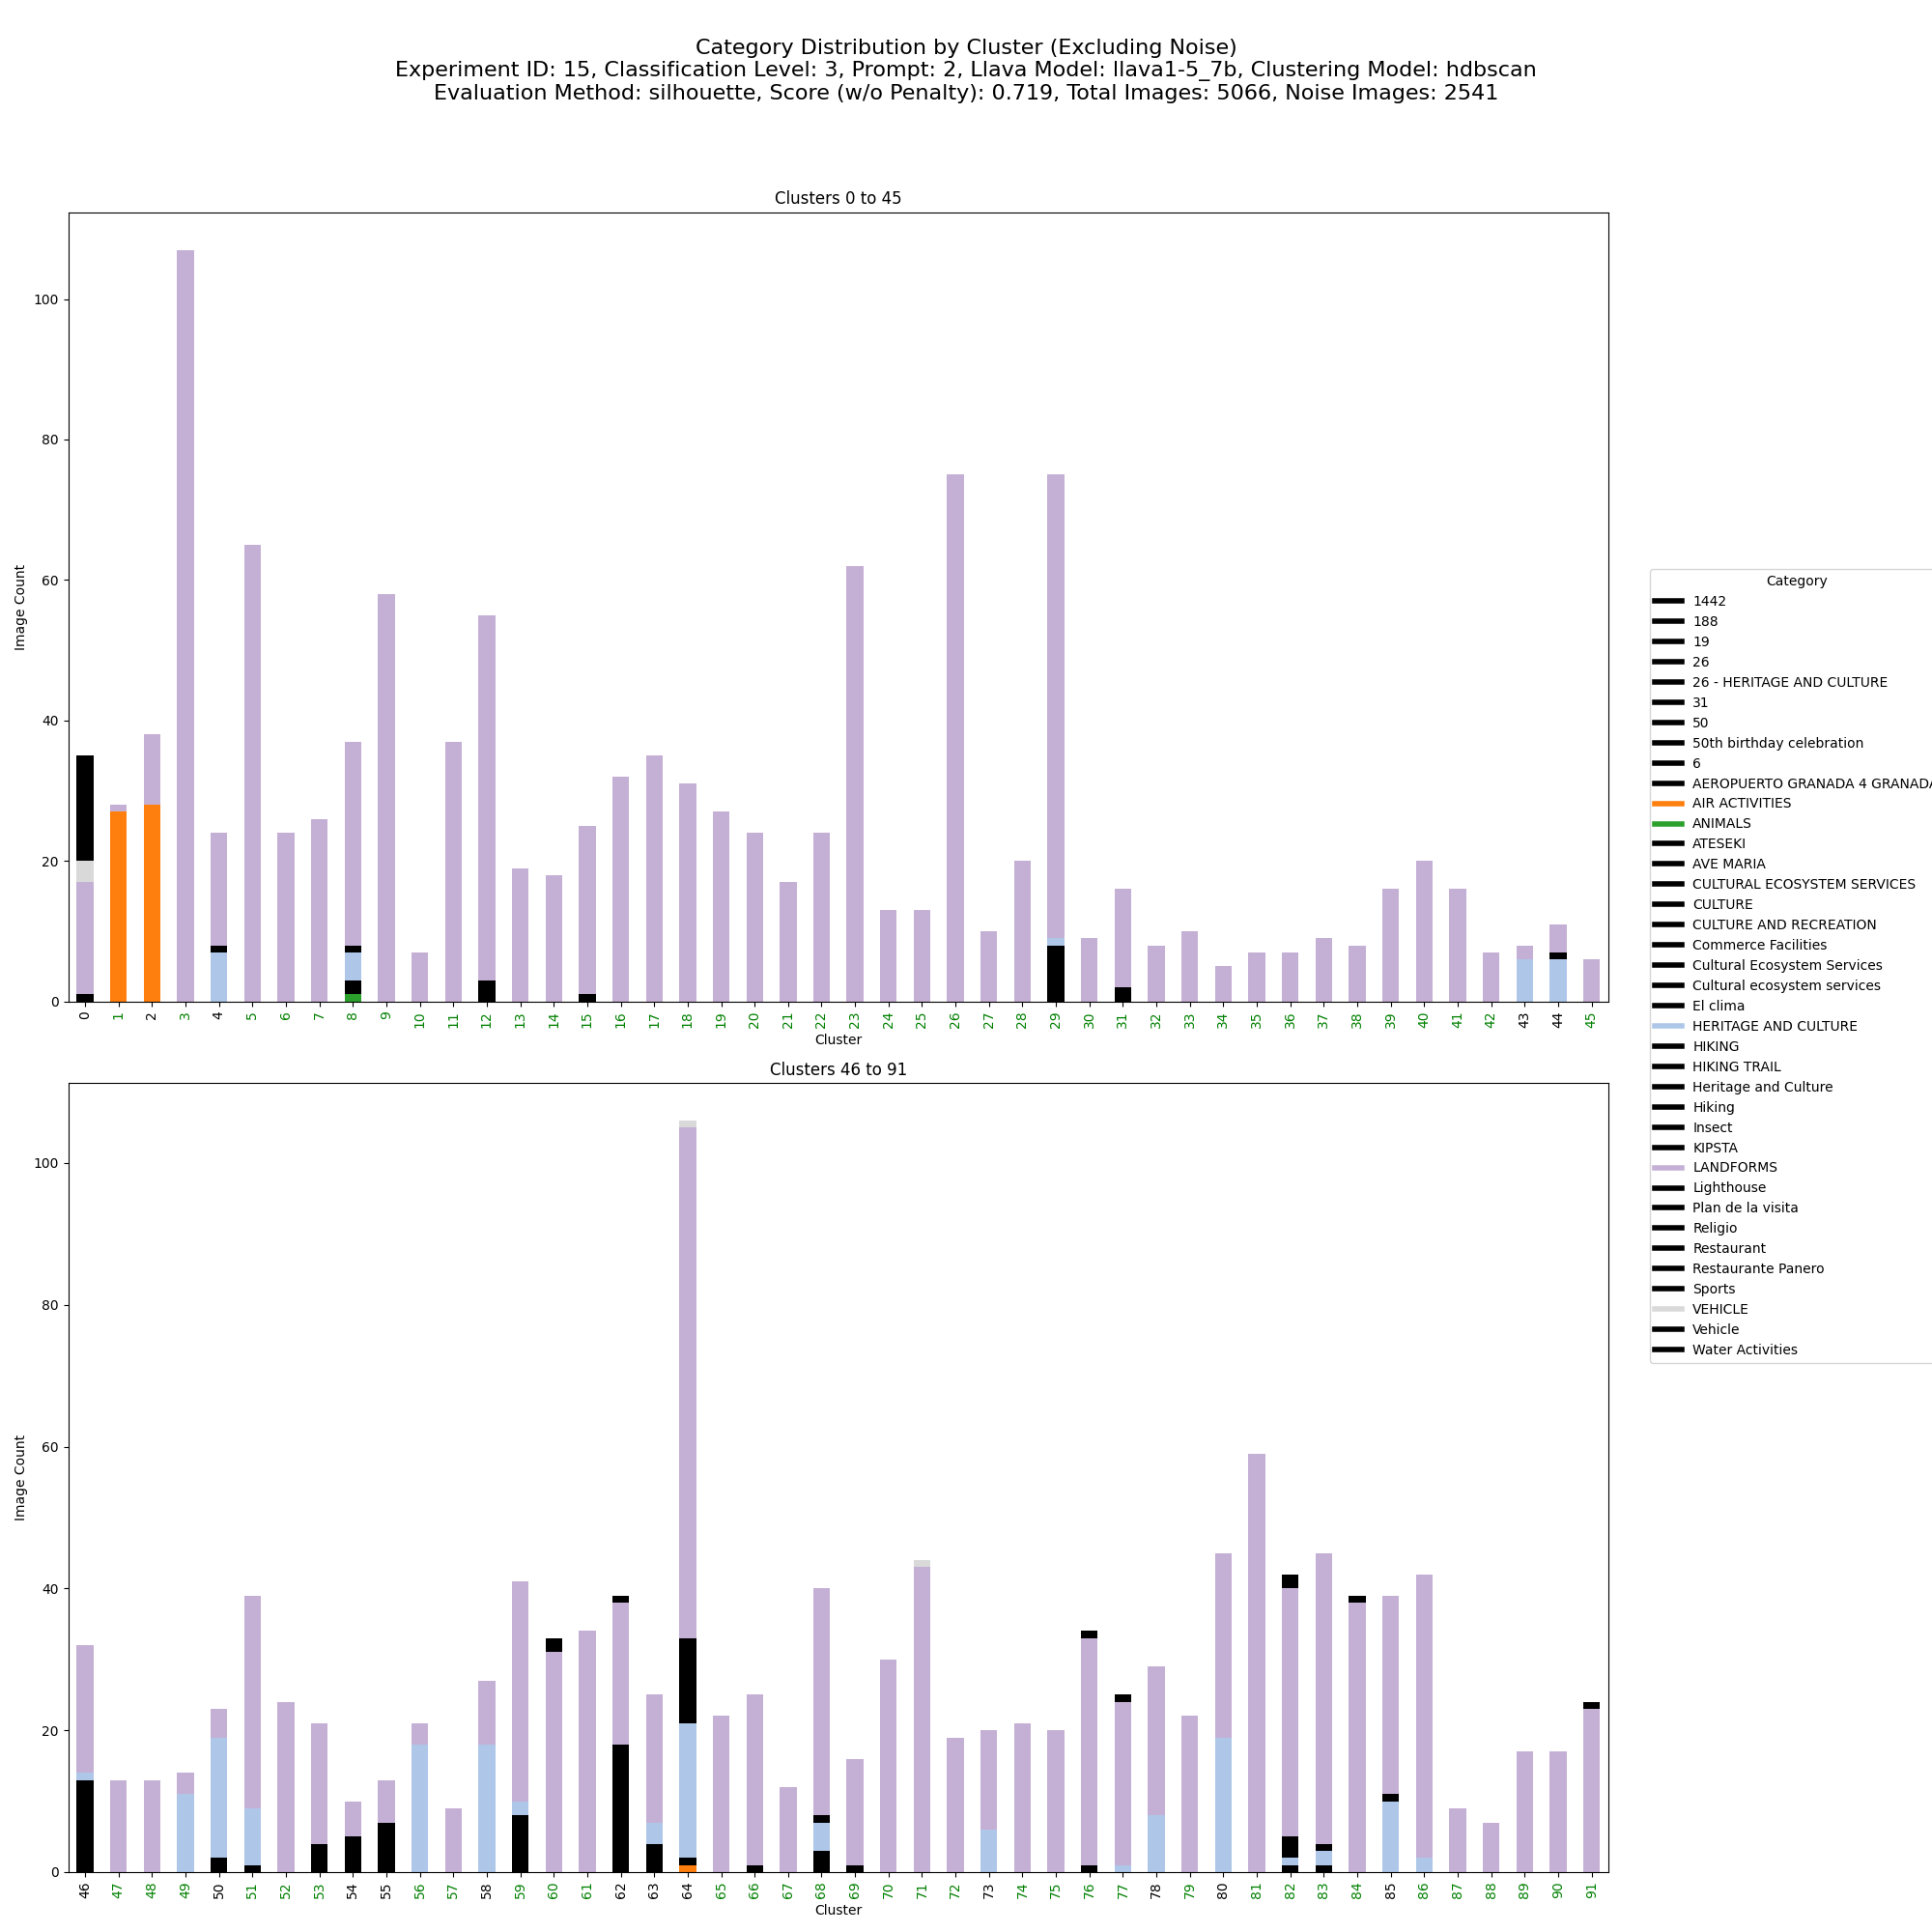 Category Distribution by Cluster (Excluding Noise)
Experiment ID: 15, Classification Level: 3, Prompt: 2, Llava Model: llava1-5_7b, Clustering Model: hdbscan
Evaluation Method: silhouette, Score (w/o Penalty): 0.719, Total Images: 5066, Noise Images: 2541
Clusters 0 to 45
Image Count
100
80
60
40
20
0
0 1 2 3 4 5 6 7 8 9 10 11 12 13 14 15 16 17 18 19 20 21 22 23 24 25 26 27 28 29 30 31 32 33 34 35 36 37 38 39 40 41 42 43 44 45
Cluster
Clusters 46 to 91
Image Count
100
80
60
40
20
0
46 47 48 49 50 51 52 53 54 55 56 57 58 59 60 61 62 63 64 65 66 67 68 69 70 71 72 73 74 75 76 77 78 79 80 81 82 83 84 85 86 87 88 89 90 91
Cluster
Category
1442
188
19
26
26 - HERITAGE AND CULTURE
31
50
50th birthday celebration
6
AEROPUERTO GRANADA 4 GRANADA
AIR ACTIVITIES
ANIMALS
ATESEKI
AVE MARIA
CULTURAL ECOSYSTEM SERVICES
CULTURE
CULTURE AND RECREATION
Commerce Facilities
Cultural Ecosystem Services
Cultural ecosystem services
El clima
HERITAGE AND CULTURE
HIKING
HIKING TRAIL
Heritage and Culture
Hiking
Insect
KIPSTA
LANDFORMS
Lighthouse
Plan de la visita
Religio
Restaurant
Restaurante Panero
Sports
VEHICLE
Vehicle
Water Activities